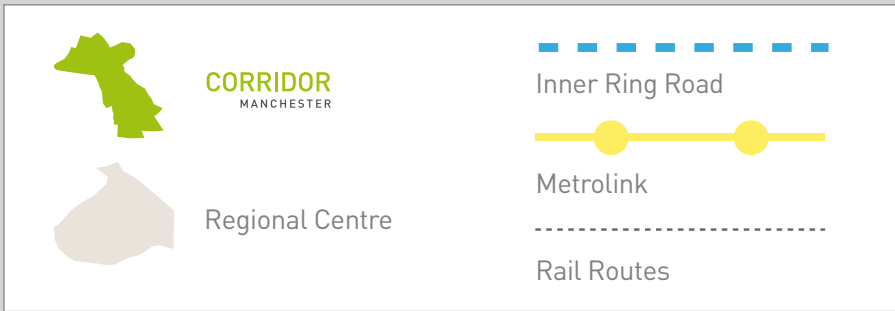 CORRIDOR
MANCHESTER
Regional Centre
Inner Ring Road
Metrolink
Rail Routes